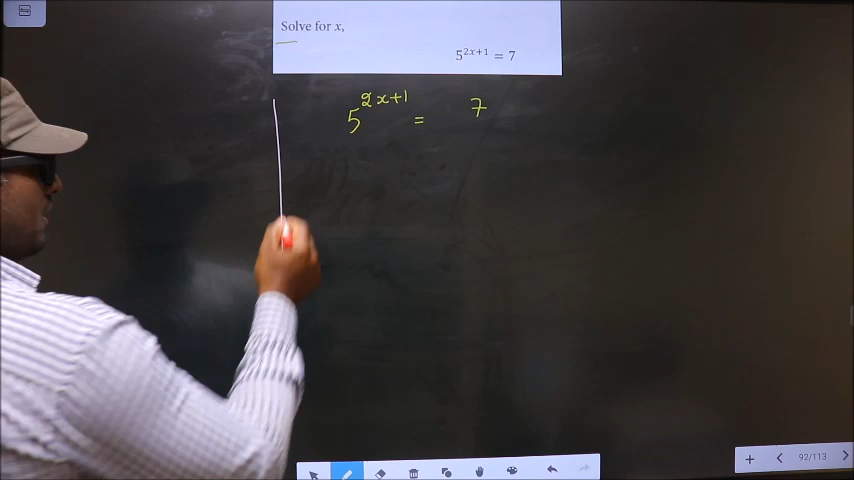 Solve for x,
5^{2x+1} = 7
5^{2x+1} = 7
92/113